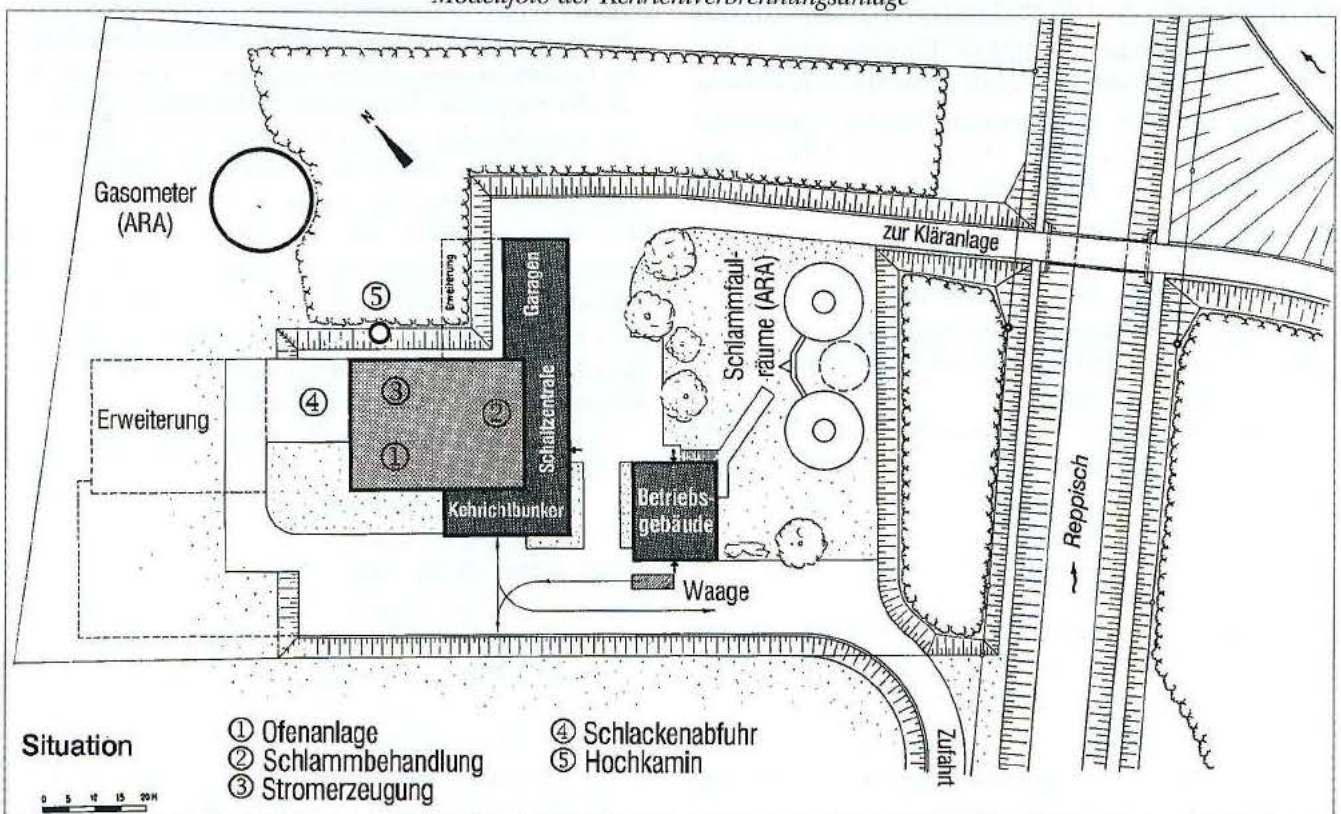 Modellfoto der Kehrichtverbrennungsanlage
N
Gasometer
(ARA)
⑤
Erweiterung
Garagen
Schlammfaul-
räume (ARA)
zur Kläranlage
Erweiterung
④
③
②
①
Schaltzentrale
Kehrichtbunker
Betriebs-
gebäude
Waage
Reppisch
Zufahrt
Situation
0 5 10 15 20 M
① Ofenanlage
② Schlammbehandlung
③ Stromerzeugung
④ Schlackenabfuhr
⑤ Hochkamin